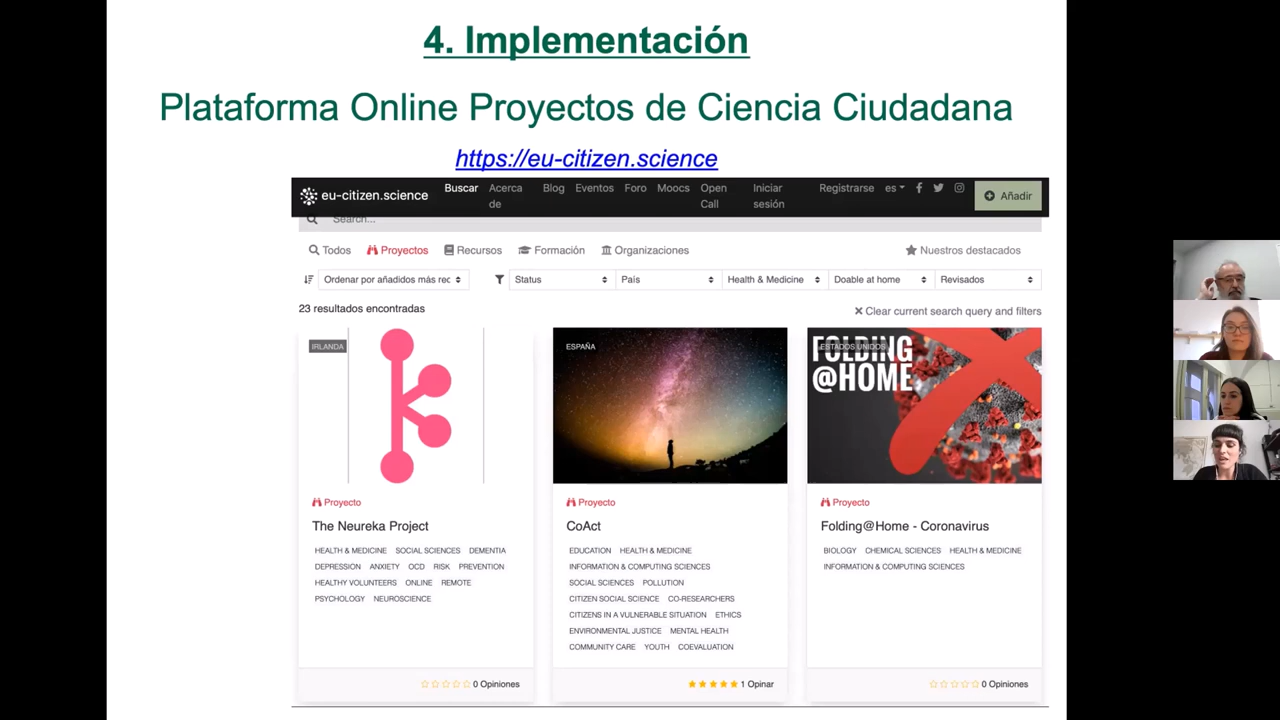 4. Implementación
Plataforma Online Proyectos de Ciencia Ciudadana
https://eu-citizen.science
eu-citizen.science Buscar Acerca de Blog Eventos Foro Moocs Open Call Iniciar sesión Registrarse es Añadir
Search...
Todos Proyectos Recursos Formación Organizaciones Nuestros destacados
Ordenar por añadidos más rec Status País Health & Medicine Doable at home Revisados
23 resultados encontradas Clear current search query and filters
IRLANDA
ESPAÑA
ESTADOS UNIDOS
FOLDING
@HOME
Proyecto
The Neureka Project
HEALTH & MEDICINE SOCIAL SCIENCES DEMENTIA
DEPRESSION ANXIETY OCD RISK PREVENTION
HEALTHY VOLUNTEERS ONLINE REMOTE
PSYCHOLOGY NEUROSCIENCE
0 Opiniones
Proyecto
CoAct
EDUCATION HEALTH & MEDICINE
INFORMATION & COMPUTING SCIENCES
SOCIAL SCIENCES POLLUTION
CITIZEN SOCIAL SCIENCE CO-RESEARCHERS
CITIZENS IN A VULNERABLE SITUATION ETHICS
ENVIRONMENTAL JUSTICE MENTAL HEALTH
COMMUNITY CARE YOUTH COEVALUATION
1 Opinar
Proyecto
Folding@Home - Coronavirus
BIOLOGY CHEMICAL SCIENCES HEALTH & MEDICINE
INFORMATION & COMPUTING SCIENCES
0 Opiniones